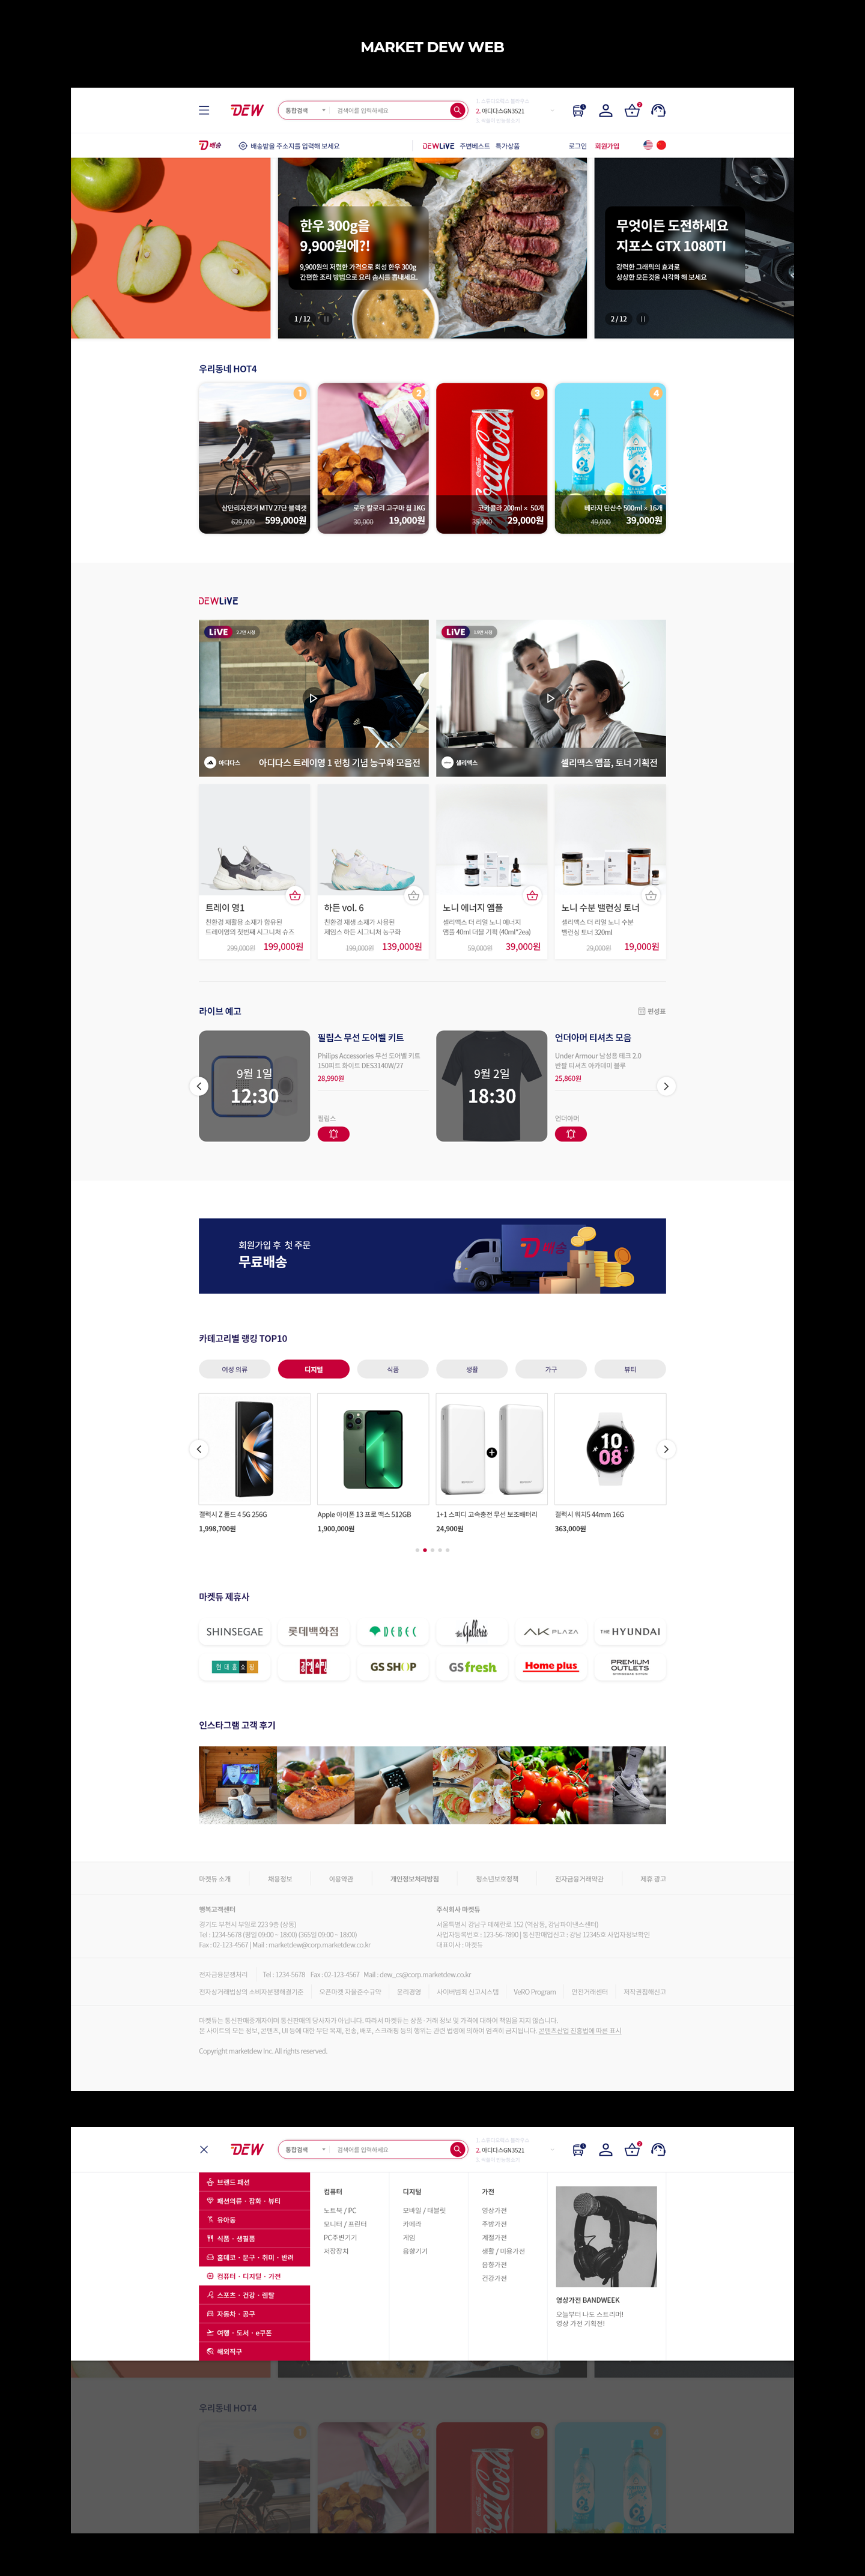 MARKET DEW WEB
DEW
통합검색
검색어를 입력하세요
2. 아디다스GN3521
D배송
배송받을 주소지를 입력해 보세요
DEWLIVE 주변베스트 특가상품
로그인 회원가입
한우 300g을
9,900원에?!
9,900원의 저렴한 가격으로 횡성 한우 300g
간편한 조리 방법으로 요리 솜시를 뽐내세요.
1 / 12
무엇이든 도전하세요
지포스 GTX 1080TI
강력한 그래픽의 효과로
상상한 모든것을 시각화 해 보세요
2 / 12
우리동네 HOT4
1
삼만리자전거 MTV 27단 블랙캣
629,000 599,000원
2
로우 칼로리 고구마 칩 1KG
30,000 19,000원
3
Coca-Cola
코카콜라 200ml × 50개
35,000 29,000원
4
베라지 탄산수 500ml × 16개
49,000 39,000원
DEWLIVE
LIVE
아디다스
아디다스 트레이영 1 런칭 기념 농구화 모음전
LIVE
셀리맥스
셀리맥스 앰플, 토너 기획전
트레이 영1
친환경 재활용 소재가 함유된
트레이영의 첫번째 시그니처 슈즈
299,000원 199,000원
하든 vol. 6
친환경 재생 소재가 사용된
제임스 하든 시그니처 농구화
199,000원 139,000원
노니 에너지 앰플
셀리맥스 더 리얼 노니 에너지
앰플 40ml 더블 기획 (40ml*2ea)
59,000원 39,000원
노니 수분 밸런싱 토너
셀리맥스 더 리얼 노니 수분
밸런싱 토너 320ml
29,000원 19,000원
라이브 예고
편성표
9월 1일
12:30
필립스 무선 도어벨 키트
Philips Accessories 무선 도어벨 키트
150피트 화이트 DES3140W/27
28,990원
필립스
9월 2일
18:30
언더아머 티셔츠 모음
Under Armour 남성용 테크 2.0
반팔 티셔츠 아카데미 블루
25,860원
언더아머
회원가입 후 첫 주문
무료배송
D배송
카테고리별 랭킹 TOP10
여성 의류
디지털
식품
생활
가구
뷰티
10
08
갤럭시 Z 폴드 4 5G 256G
1,998,700원
Apple 아이폰 13 프로 맥스 512GB
1,900,000원
1+1 스피디 고속충전 무선 보조배터리
24,900원
갤럭시 워치5 44mm 16G
363,000원
마켓듀 제휴사
SHINSEGAE
롯데백화점
DEBEC
the Galleria
AK PLAZA
THE HYUNDAI
현대홈쇼핑
공영쇼핑
GS SHOP
GS fresh
Home plus
PREMIUM
OUTLETS
인스타그램 고객 후기
마켓듀 소개
채용정보
이용약관
개인정보처리방침
청소년보호정책
전자금융거래약관
제휴 광고
행복고객센터
경기도 부천시 부일로 223 9층 (상동)
Tel : 1234-5678 (평일 09:00 ~ 18:00) (365일 09:00 ~ 18:00)
Fax : 02-123-4567 | Mail : marketdew@corp.marketdew.co.kr
주식회사 마켓듀
서울특별시 강남구 테헤란로 152 (역삼동, 강남파이낸스센터)
사업자등록번호 : 123-56-7890 | 통신판매업신고 : 강남 12345호 사업자정보확인
대표이사 : 마켓듀
전자금융분쟁처리
Tel : 1234-5678 Fax : 02-123-4567 Mail : dew_cs@corp.marketdew.co.kr
전자상거래법상의 소비자분쟁해결기준
오픈마켓 자율준수규약
윤리경영
사이버범죄 신고시스템
VeRO Program
안전거래센터
저작권침해신고
마켓듀는 통신판매중개자이며 통신판매의 당사자가 아닙니다. 따라서 마켓듀는 상품·거래 정보 및 가격에 대하여 책임을 지지 않습니다.
본 사이트의 모든 정보, 콘텐츠, UI 등에 대한 무단 복제, 전송, 배포, 스크래핑 등의 행위는 관련 법령에 의하여 엄격히 금지됩니다. 콘텐츠산업 진흥법에 따른 표시
Copyright marketdew Inc. All rights reserved.
DEW
통합검색
검색어를 입력하세요
2. 아디다스GN3521
브랜드 패션
패션의류 · 잡화 · 뷰티
유아동
식품 · 생필품
홈데코 · 문구 · 취미 · 반려
컴퓨터 · 디지털 · 가전
스포츠 · 건강 · 렌탈
자동차 · 공구
여행 · 도서 · e쿠폰
해외직구
컴퓨터
노트북 / PC
모니터 / 프린터
PC주변기기
저장장치
디지털
모바일 / 태블릿
카메라
게임
음향기기
가전
영상가전
주방가전
계절가전
생활 / 미용가전
음향가전
건강가전
영상가전 BANDWEEK
오늘부터 나도 스트리머!
영상 가전 기획전!
우리동네 HOT4
1
2
3
4
Coca-Cola